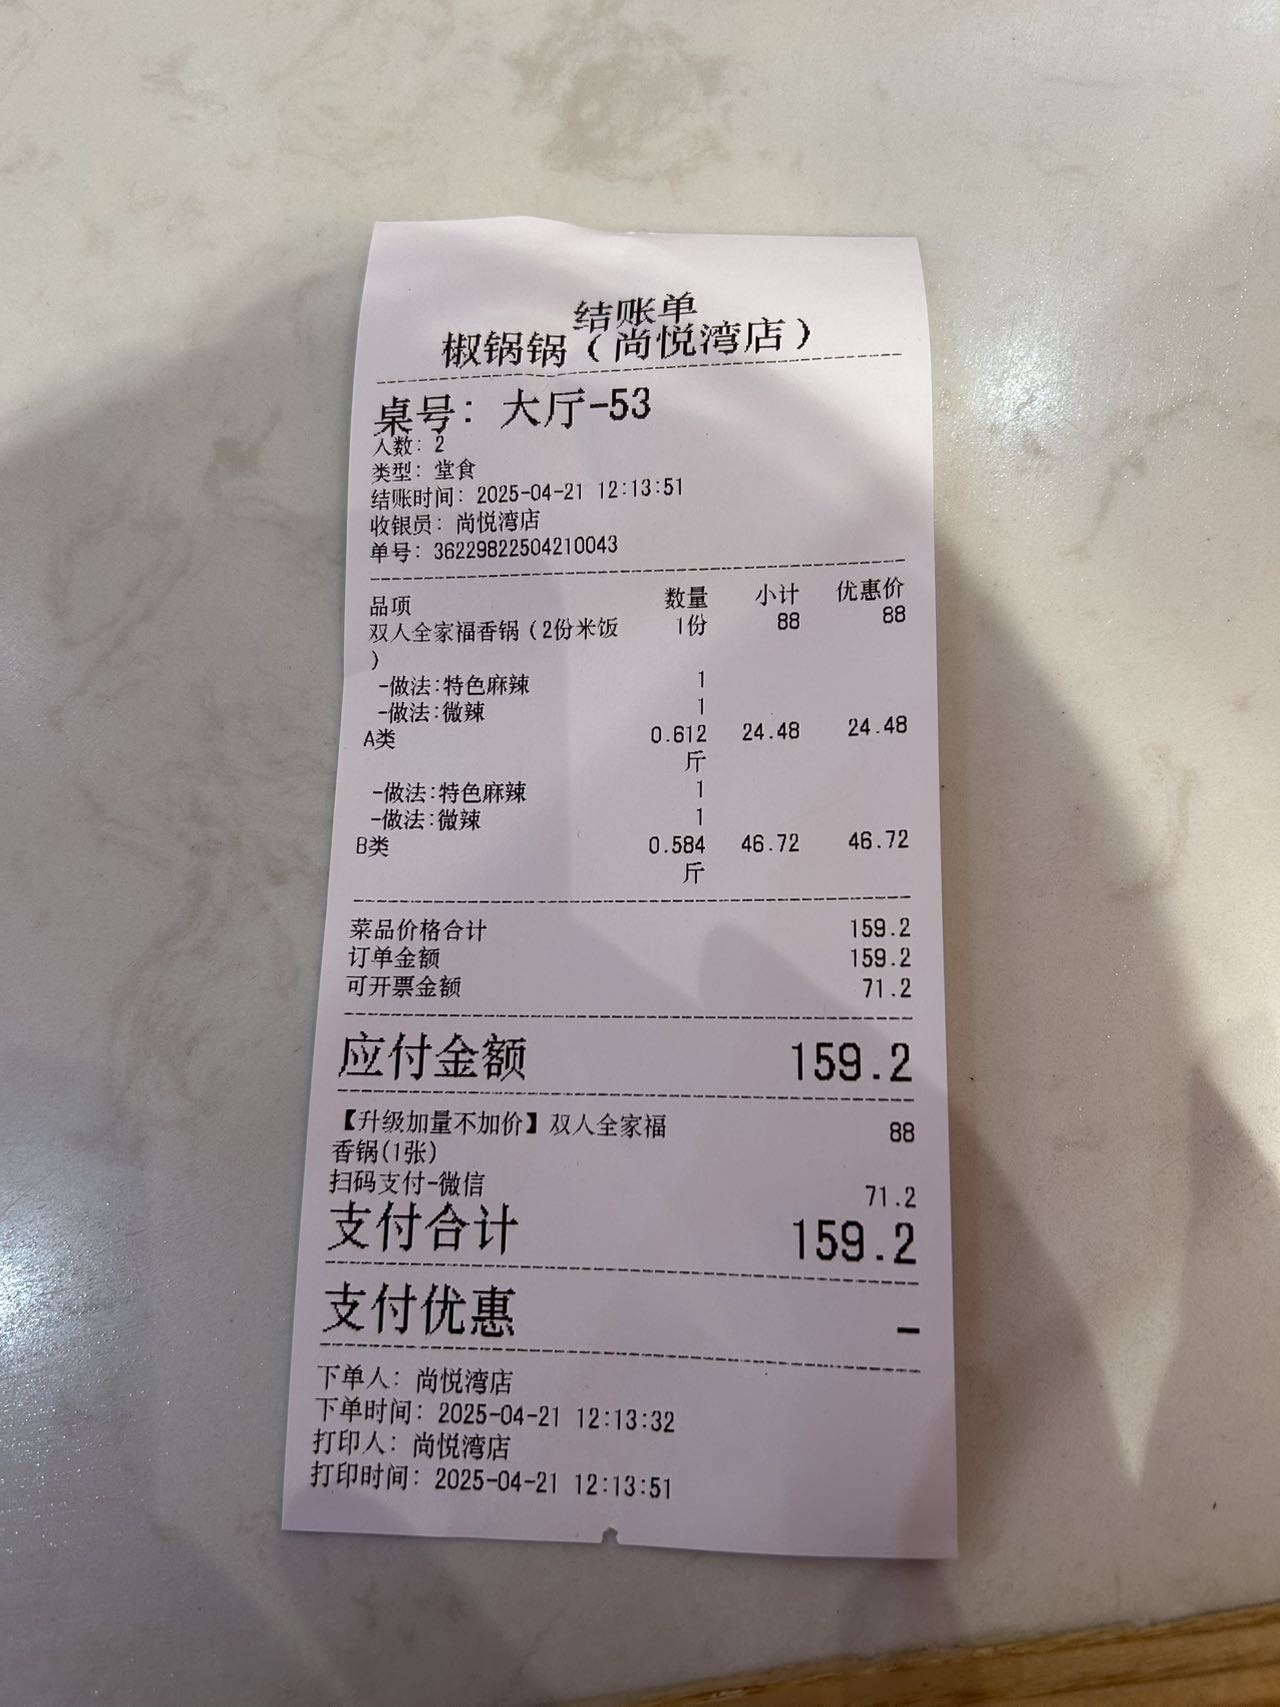 结账单
椒锅锅（尚悦湾店）
桌号：大厅-53
人数：2
类型：堂食
结账时间：2025-04-21 12:13:51
收银员：尚悦湾店
单号：36229822504210043
品项 数量 小计 优惠价
双人全家福香锅（2份米饭 1份 88 88
）
-做法:特色麻辣 1
-做法:微辣 1
A类 0.612 24.48 24.48
斤
-做法:特色麻辣 1
-做法:微辣 1
B类 0.584 46.72 46.72
斤
菜品价格合计 159.2
订单金额 159.2
可开票金额 71.2
应付金额 159.2
【升级加量不加价】双人全家福 88
香锅(1张)
扫码支付-微信 71.2
支付合计 159.2
支付优惠 -
下单人：尚悦湾店
下单时间：2025-04-21 12:13:32
打印人：尚悦湾店
打印时间：2025-04-21 12:13:51